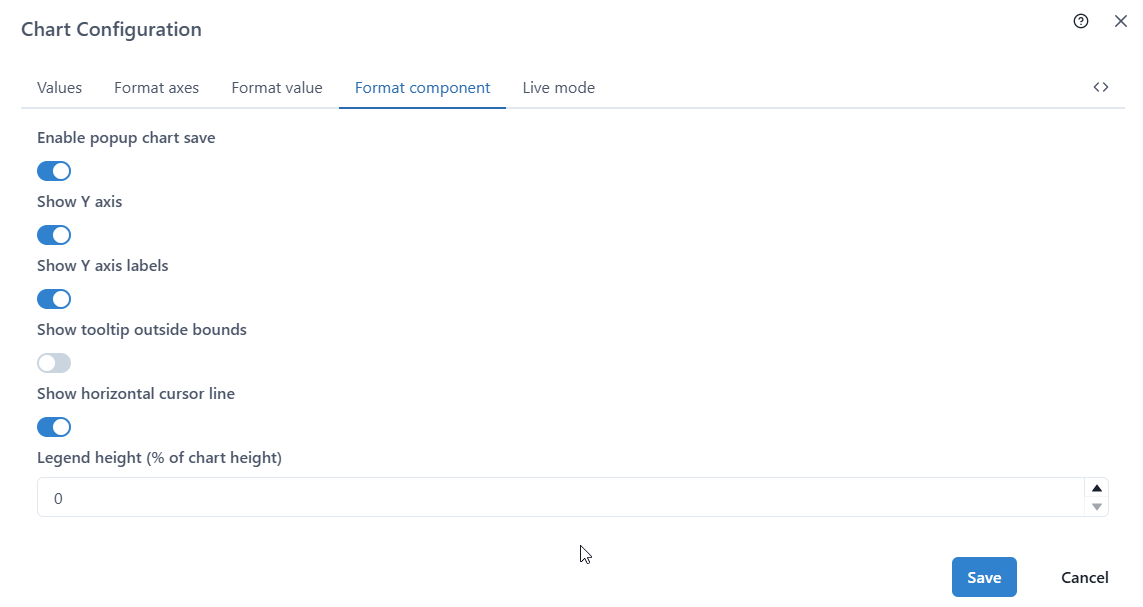 Chart Configuration
Values Format axes Format value Format component Live mode
Enable popup chart save
Show Y axis
Show Y axis labels
Show tooltip outside bounds
Show horizontal cursor line
Legend height (% of chart height)
0
Save Cancel